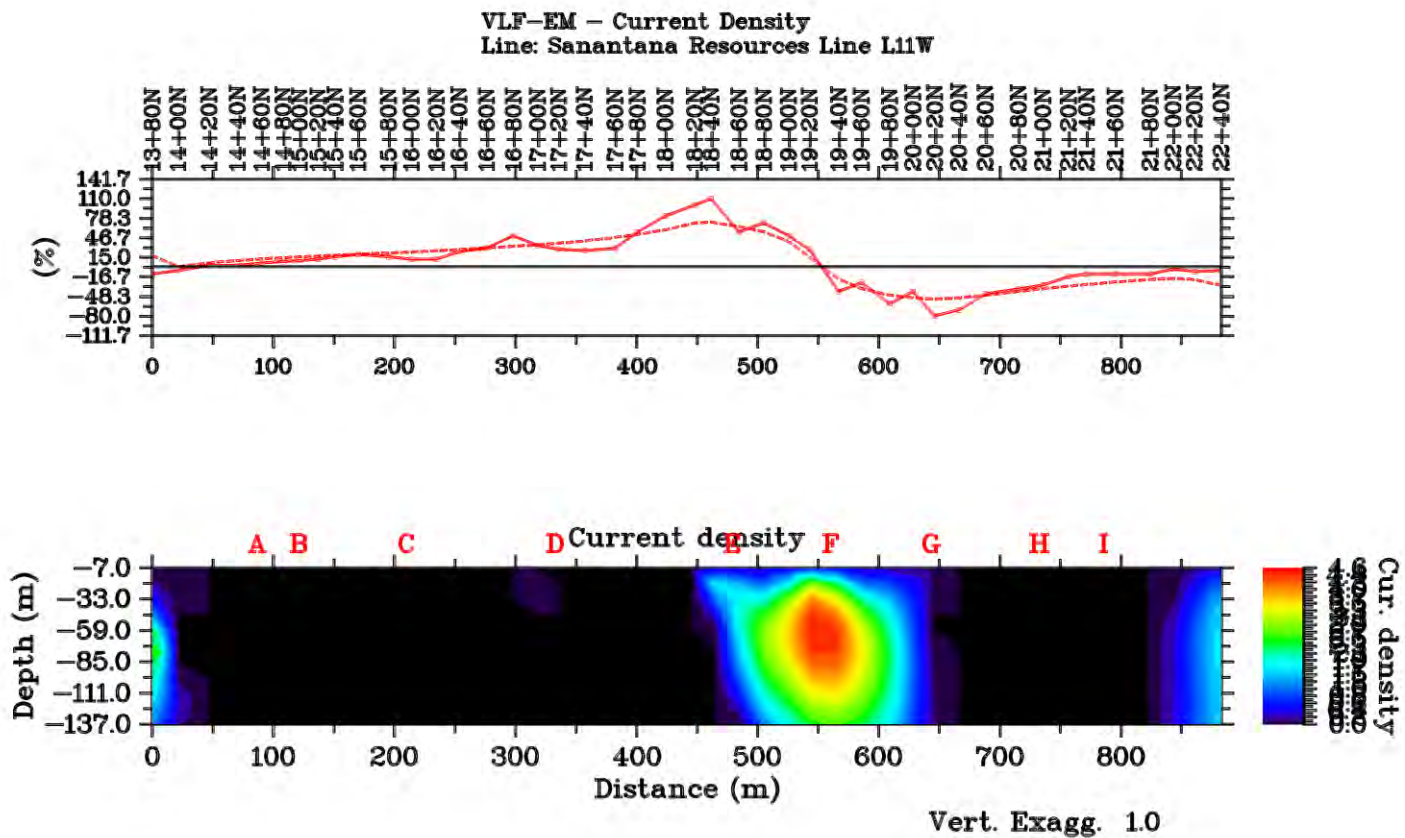 VLF-EM - Current Density
Line: Sanantana Resources Line L11W
13+80N 14+00N 14+20N 14+40N 14+60N 14+80N 15+00N 15+20N 15+40N 15+60N 15+80N 16+00N 16+20N 16+40N 16+60N 16+80N 17+00N 17+20N 17+40N 17+60N 17+80N 18+00N 18+20N 18+40N 18+60N 18+80N 19+00N 19+20N 19+40N 19+60N 19+80N 20+00N 20+20N 20+40N 20+60N 20+80N 21+00N 21+20N 21+40N 21+60N 21+80N 22+00N 22+20N 22+40N
(%)
141.7
110.0
78.3
46.7
15.0
-16.7
-48.3
-80.0
-111.7
0 100 200 300 400 500 600 700 800
A B C D E F G H I
Current density
Depth (m)
-7.0
-33.0
-59.0
-85.0
-111.0
-137.0
0 100 200 300 400 500 600 700 800
Distance (m)
4.6
0.0
Cur. density
Vert. Exagg. 1.0